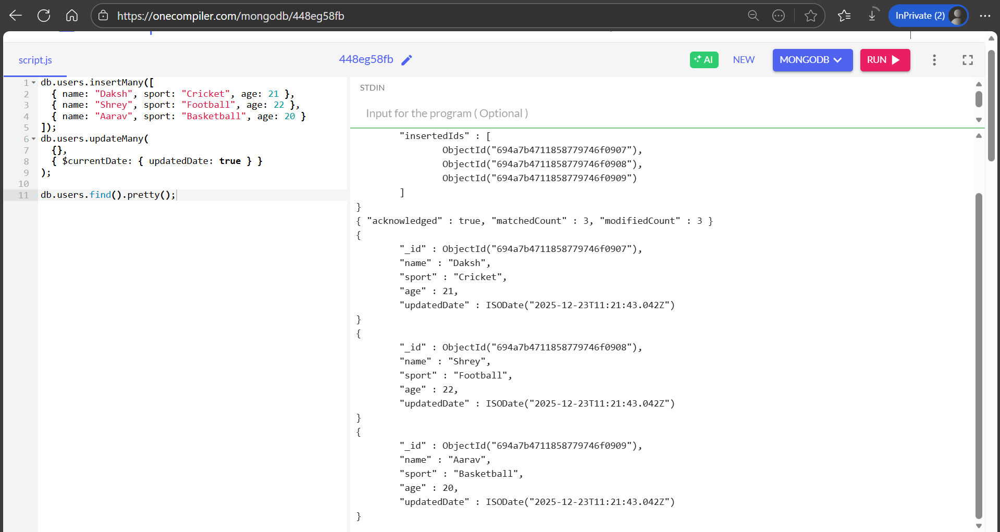 https://onecompiler.com/mongodb/448eg58fb
InPrivate (2)
script.js
448eg58fb
AI
NEW
MONGODB
RUN
1 db.users.insertMany([
2   { name: "Daksh", sport: "Cricket", age: 21 },
3   { name: "Shrey", sport: "Football", age: 22 },
4   { name: "Aarav", sport: "Basketball", age: 20 }
5 ]);
6 db.users.updateMany(
7   {},
8   { $currentDate: { updatedDate: true } }
9 );
10
11 db.users.find().pretty();
STDIN
Input for the program ( Optional )
        "insertedIds" : [
                ObjectId("694a7b4711858779746f0907"),
                ObjectId("694a7b4711858779746f0908"),
                ObjectId("694a7b4711858779746f0909")
        ]
}
{ "acknowledged" : true, "matchedCount" : 3, "modifiedCount" : 3 }
{
        "_id" : ObjectId("694a7b4711858779746f0907"),
        "name" : "Daksh",
        "sport" : "Cricket",
        "age" : 21,
        "updatedDate" : ISODate("2025-12-23T11:21:43.042Z")
}
{
        "_id" : ObjectId("694a7b4711858779746f0908"),
        "name" : "Shrey",
        "sport" : "Football",
        "age" : 22,
        "updatedDate" : ISODate("2025-12-23T11:21:43.042Z")
}
{
        "_id" : ObjectId("694a7b4711858779746f0909"),
        "name" : "Aarav",
        "sport" : "Basketball",
        "age" : 20,
        "updatedDate" : ISODate("2025-12-23T11:21:43.042Z")
}